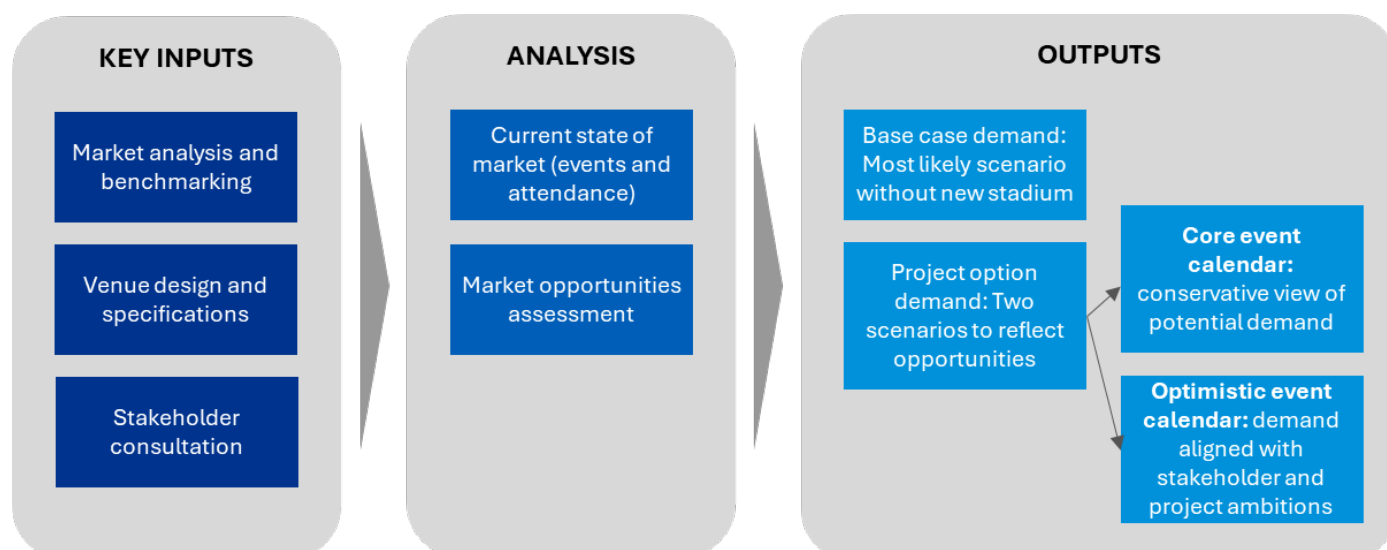 KEY INPUTS
Market analysis and
benchmarking
Venue design and
specifications
Stakeholder
consultation
ANALYSIS
Current state of
market (events and
attendance)
Market opportunities
assessment
OUTPUTS
Base case demand:
Most likely scenario
without new stadium
Project option
demand: Two
scenarios to reflect
opportunities
Core event
calendar:
conservative view of
potential demand
Optimistic event
calendar: demand
aligned with
stakeholder and
project ambitions